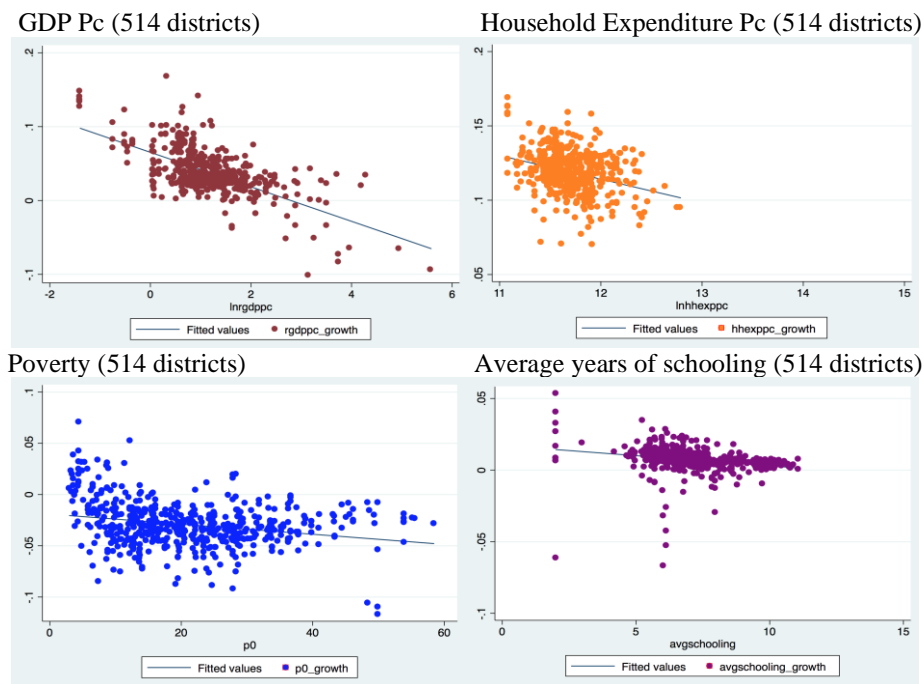 GDP Pc (514 districts)
.2
.1
0
-.1
-2 0 2 4 6
lnrgdppc
Fitted values rgdppc_growth
Household Expenditure Pc (514 districts)
.2
.15
.1
.05
11 12 13 14 15
lnhhexppc
Fitted values hhexppc_growth
Poverty (514 districts)
.1
.05
0
-.05
-.1
0 20 40 60
p0
Fitted values p0_growth
Average years of schooling (514 districts)
.05
0
-.05
-.1
0 5 10 15
avgschooling
Fitted values avgschooling_growth